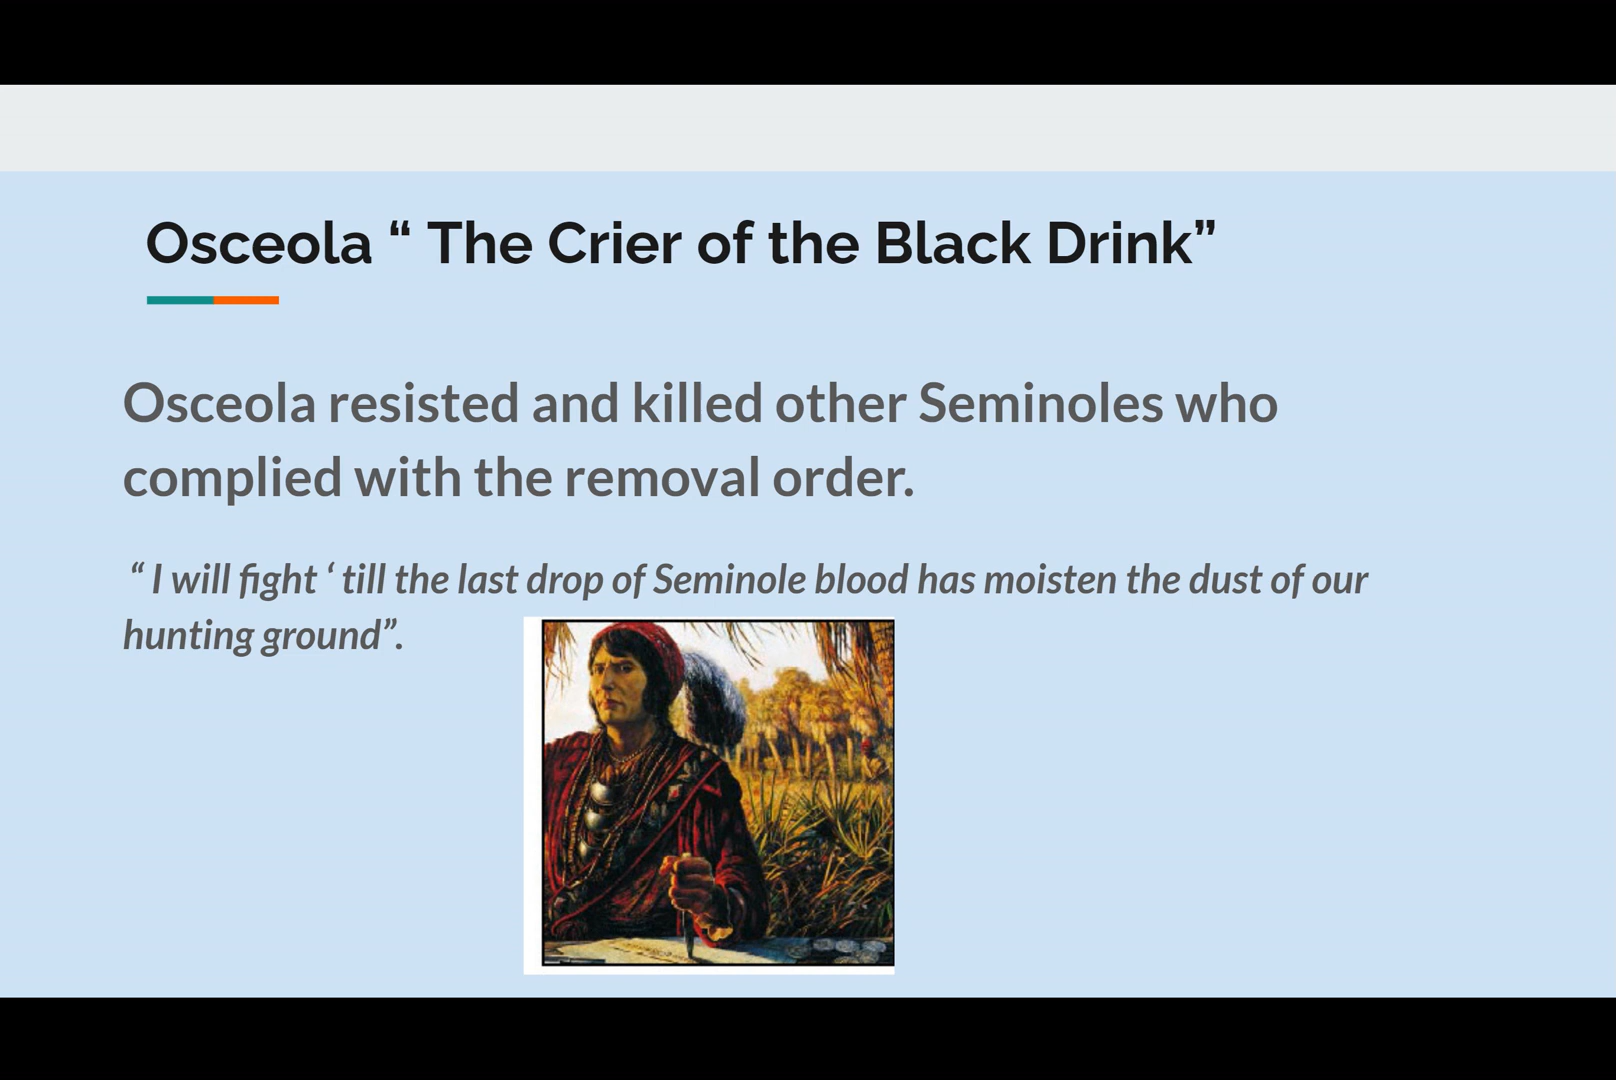 Osceola “ The Crier of the Black Drink”
Osceola resisted and killed other Seminoles who
complied with the removal order.
“ I will fight ‘ till the last drop of Seminole blood has moisten the dust of our
hunting ground”.